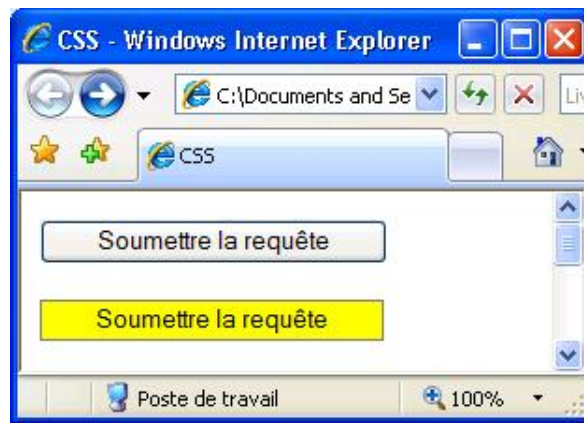 CSS - Windows Internet Explorer
C:\Documents and Se
Liv
CSS
Soumettre la requête
Soumettre la requête
Poste de travail
100%